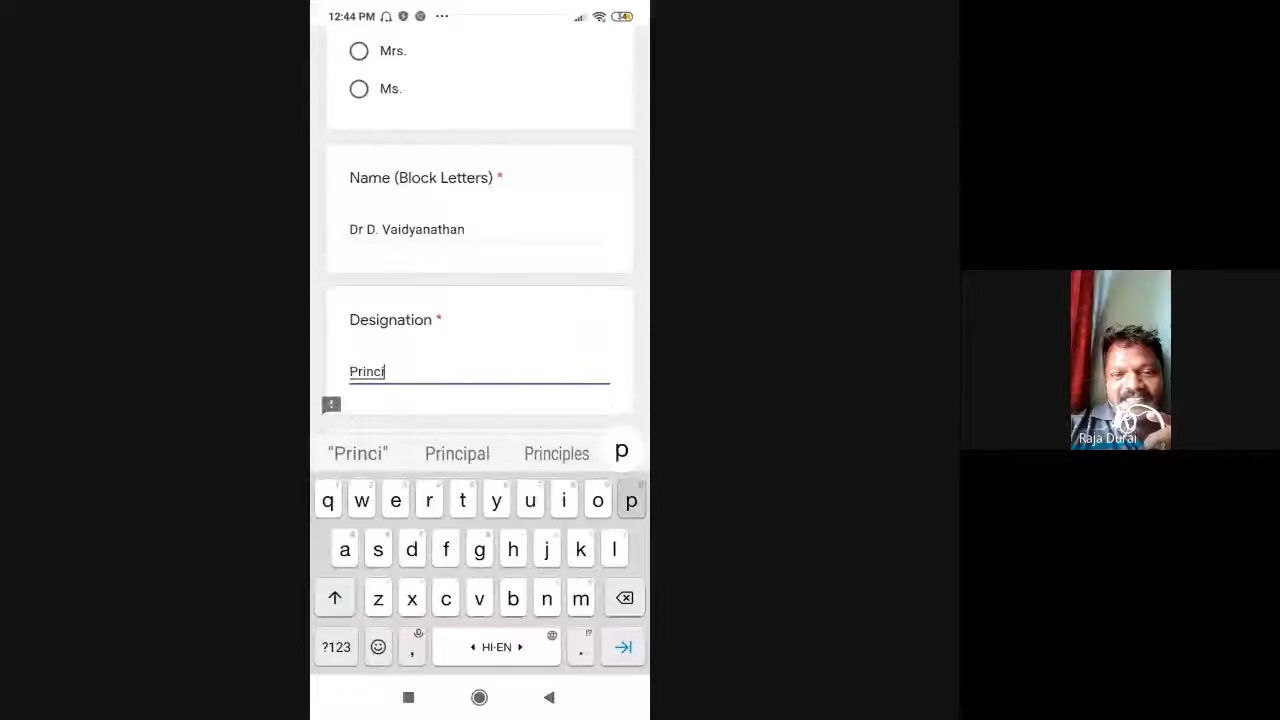 12:44 PM ... 34
Mrs.
Ms.
Name (Block Letters) *
Dr D. Vaidyanathan
Designation *
Princi
"Princi" Principal Principles p
q w e r t y u i o p
a s d f g h j k l
z x c v b n m
?123 , HI·EN . !?
Raja Durai